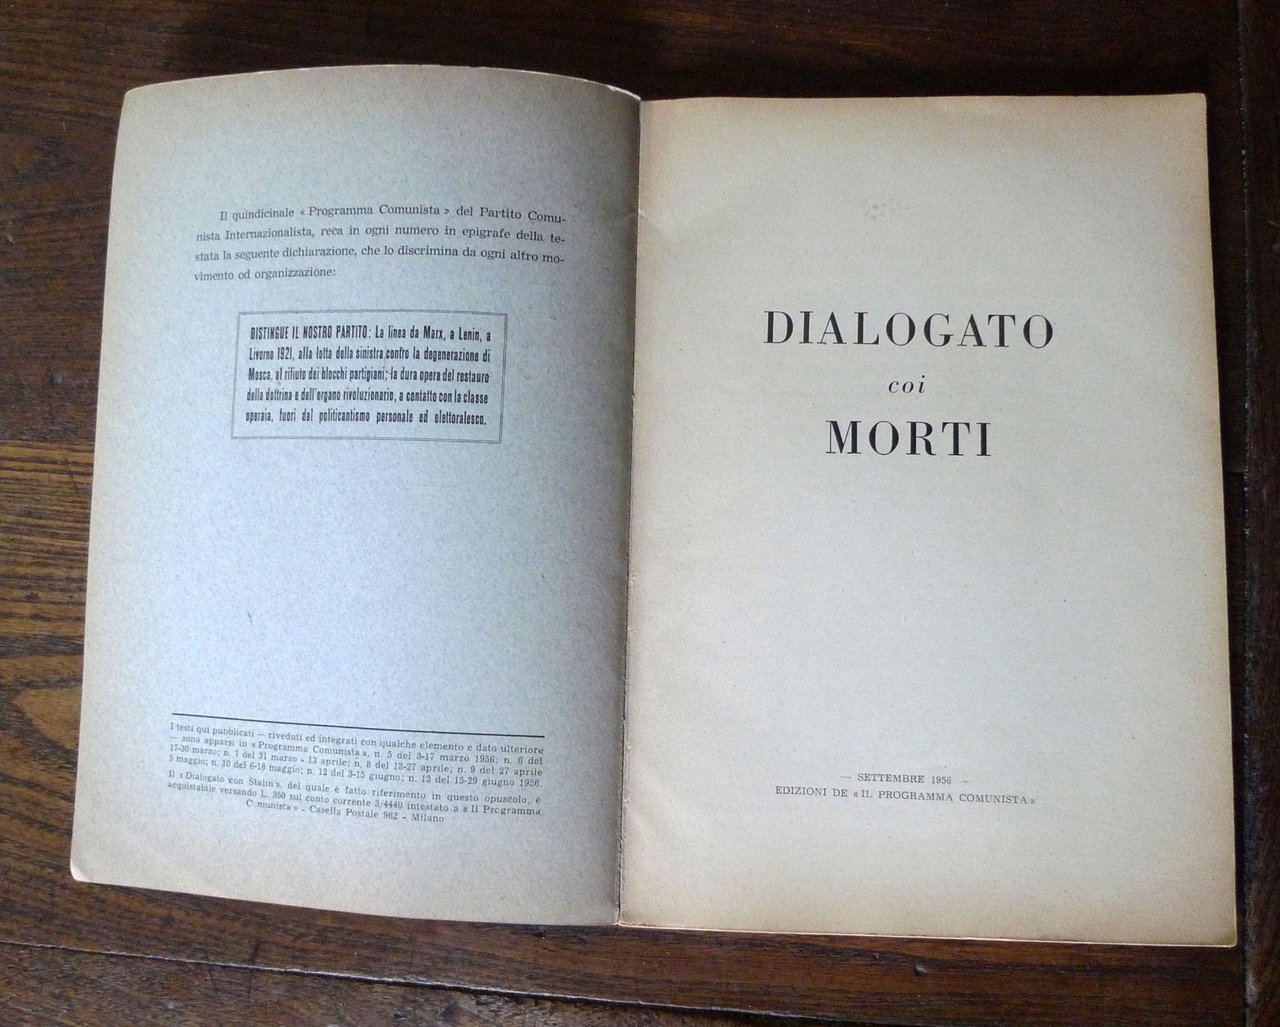 Il quindicinale « Programma Comunista » del Partito Comu-
nista Internazionalista, reca in ogni numero in epigrafe della te-
stata la seguente dichiarazione, che lo discrimina da ogni altro mo-
vimento od organizzazione:
DISTINGUE IL NOSTRO PARTITO: La linea da Marx, a Lenin, a
Livorno 1921, alla lotta della sinistra contro la degenerazione di
Mosca, al rifiuto dei blocchi partigiani; la dura opera del restauro
della dottrina e dell'organo rivoluzionario, a contatto con la classe
operaia, fuori dal politicantismo personale ed elettoralesco.
I testi qui pubblicati — riveduti ed integrati con qualche elemento e dato ulteriore
— sono apparsi in « Programma Comunista », n. 5 del 3-17 marzo 1956; n. 6 del
17-30 marzo; n. 7 del 31 marzo - 13 aprile; n. 8 del 13-27 aprile; n. 9 del 27 aprile
5 maggio; n. 10 del 6-18 maggio; n. 12 del 3-15 giugno; n. 13 del 15-29 giugno 1956.
Il « Dialogato con Stalin », del quale è fatto riferimento in questo opuscolo, è
acquistabile versando L. 350 sul conto corrente 3/4440 intestato a « Il Programma
Comunista » - Casella Postale 962 - Milano
DIALOGATO
coi
MORTI
— SETTEMBRE 1956 —
EDIZIONI DE « IL PROGRAMMA COMUNISTA »